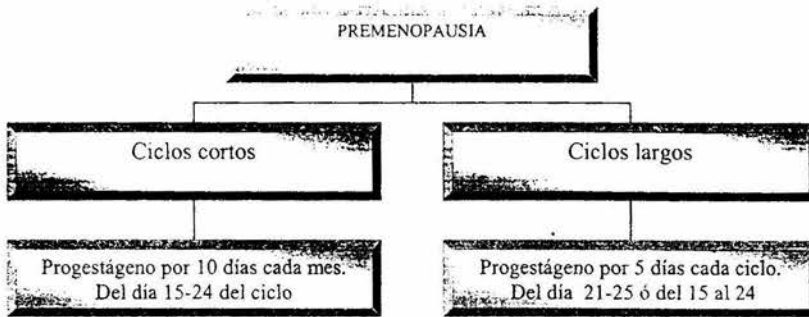 PREMENOPAUSIA
Ciclos cortos
Ciclos largos
Progestágeno por 10 días cada mes.
Del día 15-24 del ciclo
Progestágeno por 5 días cada ciclo.
Del día 21-25 ó del 15 al 24